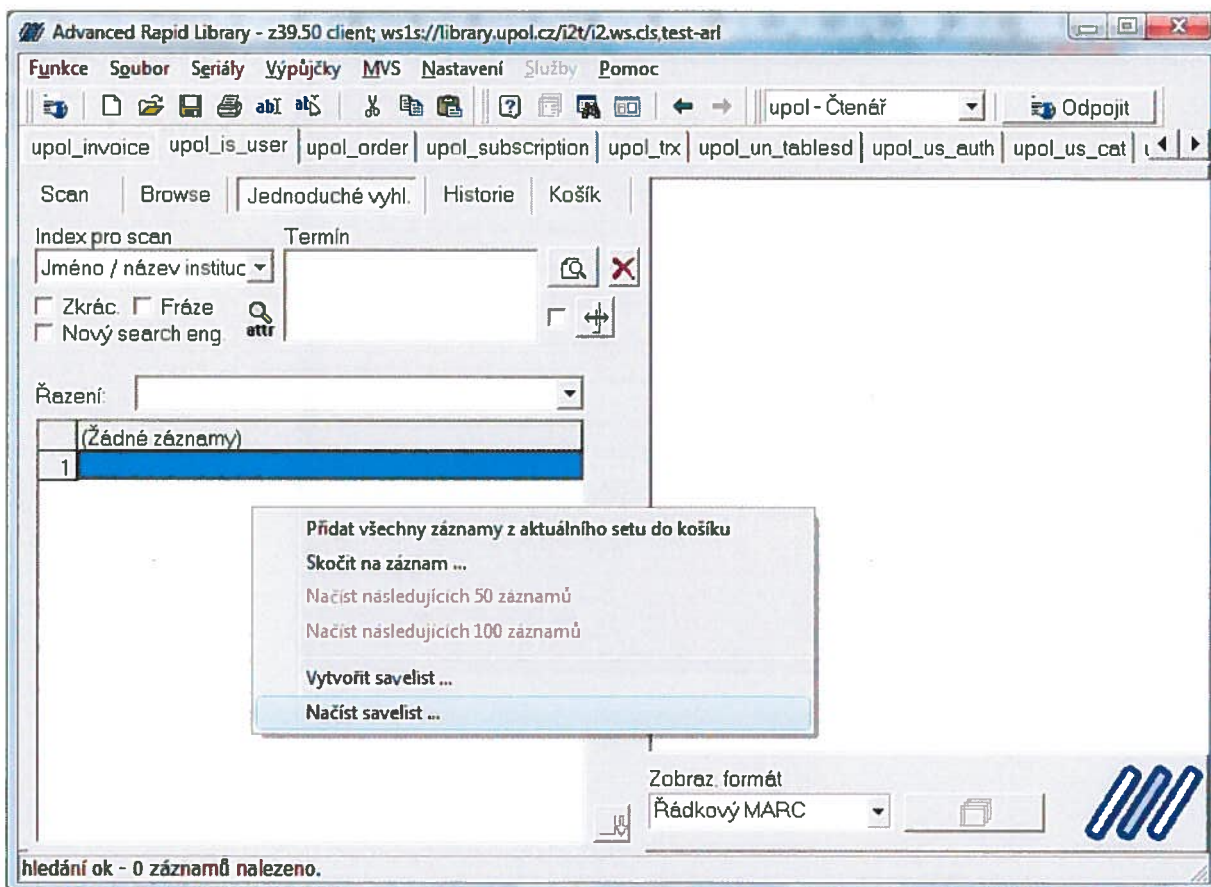 Advanced Rapid Library - z39.50 client; ws1s://library.upol.cz/i2t/i2.ws.cls,test-arl
Funkce Soubor Seriály Výpůjčky MVS Nastavení Služby Pomoc
abI upol - Čtenář Odpojit
upol_invoice upol_is_user upol_order upol_subscription upol_trx upol_un_tablesd upol_us_auth upol_us_cat
Scan Browse Jednoduché vyhl. Historie Košík
Index pro scan Termín
Jméno / název instituc
Zkrác. Fráze
Nový search eng. attr
Řazení:
(Žádné záznamy)
1
Přidat všechny záznamy z aktuálního setu do košíku
Skočit na záznam ...
Načíst následujících 50 záznamů
Načíst následujících 100 záznamů
Vytvořit savelist ...
Načíst savelist ...
Zobraz. formát
Řádkový MARC
hledání ok - 0 záznamů nalezeno.